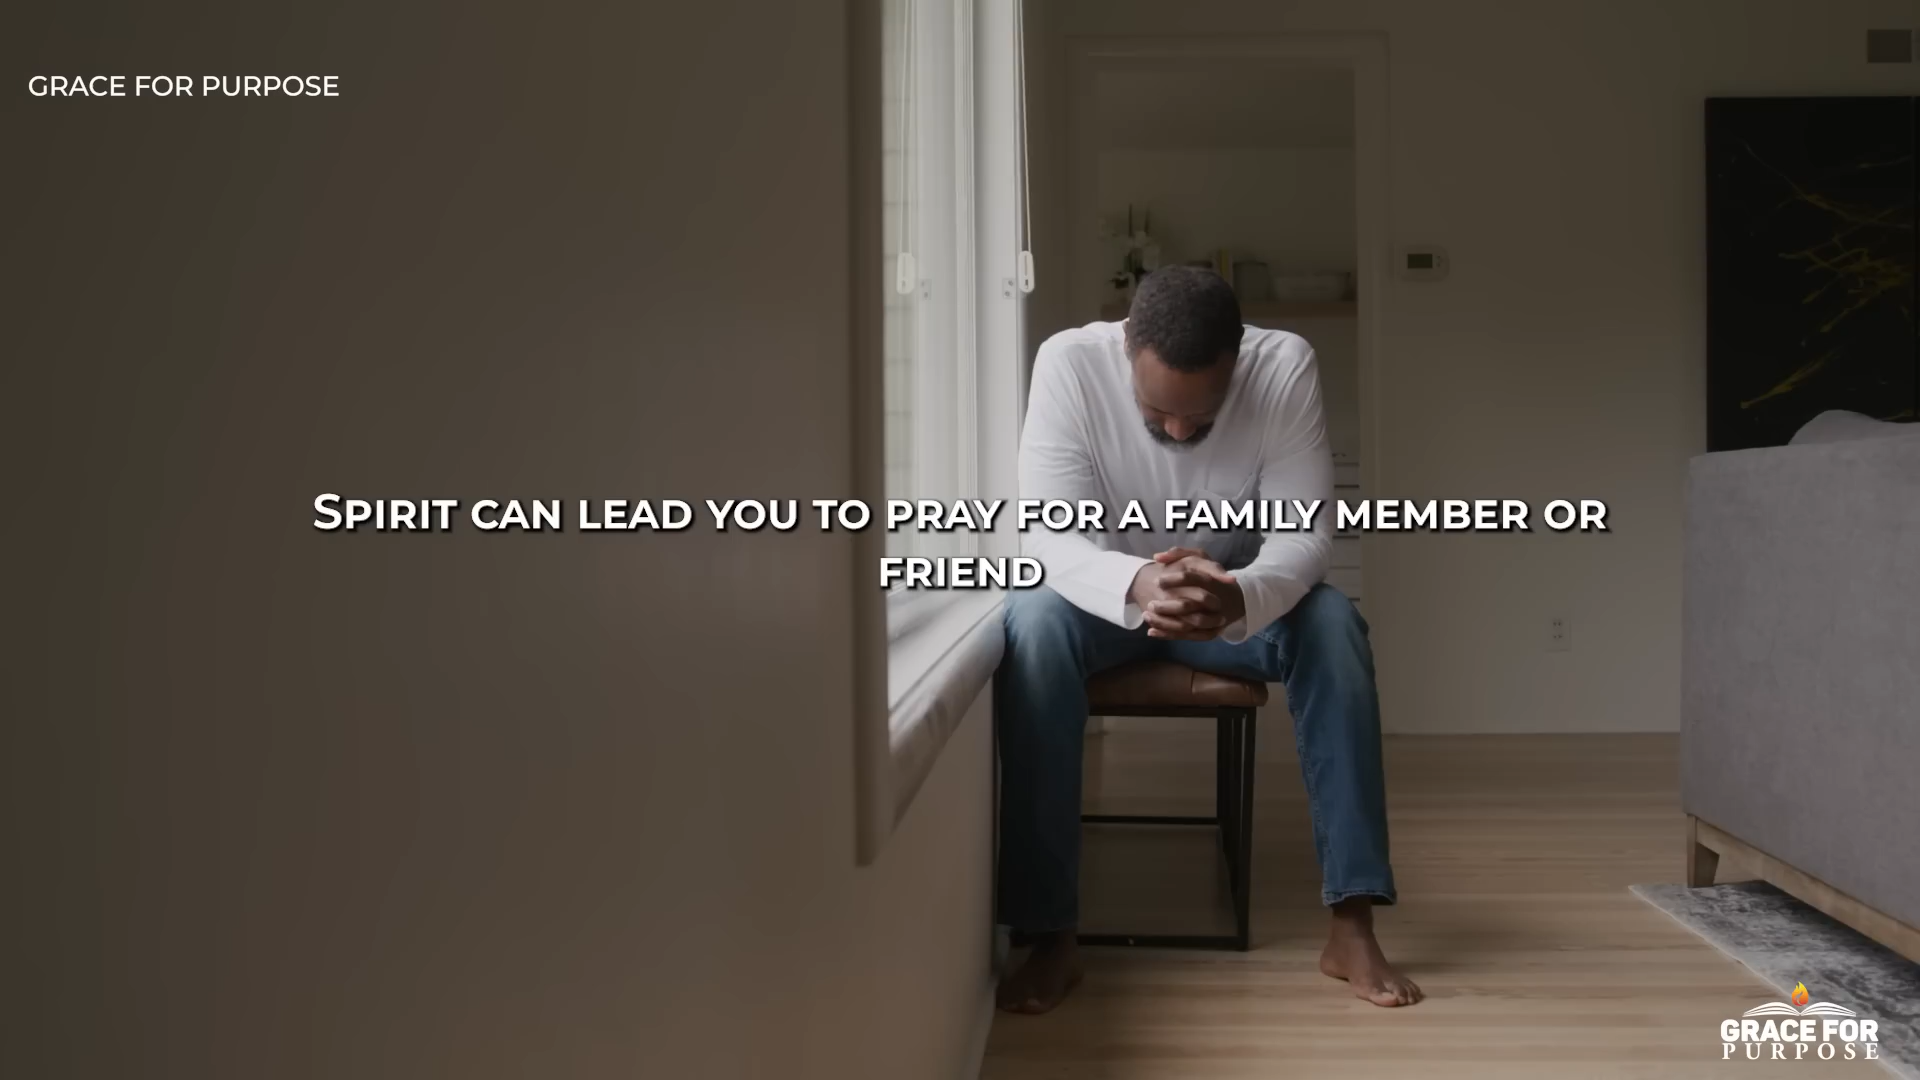 GRACE FOR PURPOSE
Spirit can lead you to pray for a family member or
friend
GRACE FOR
PURPOSE